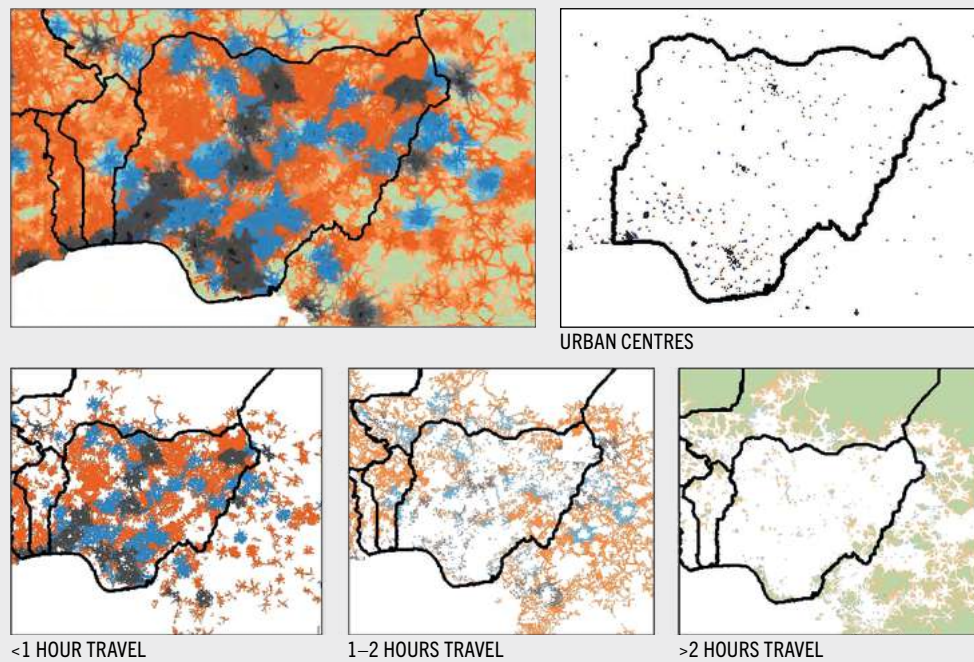 URBAN CENTRES
<1 HOUR TRAVEL
1–2 HOURS TRAVEL
>2 HOURS TRAVEL